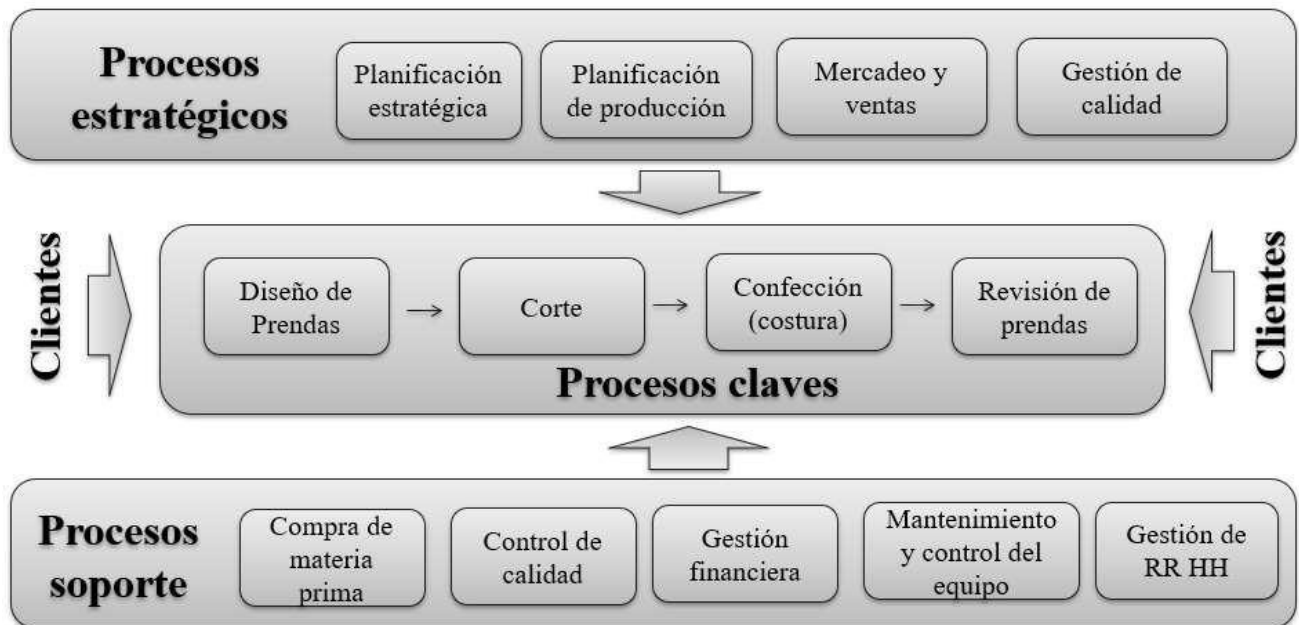 Procesos
estratégicos
Planificación
estratégica
Planificación
de producción
Mercadeo y
ventas
Gestión de
calidad
Clientes
Diseño de
Prendas
Corte
Confección
(costura)
Revisión de
prendas
Procesos claves
Clientes
Procesos
soporte
Compra de
materia
prima
Control de
calidad
Gestión
financiera
Mantenimiento
y control del
equipo
Gestión de
RR HH